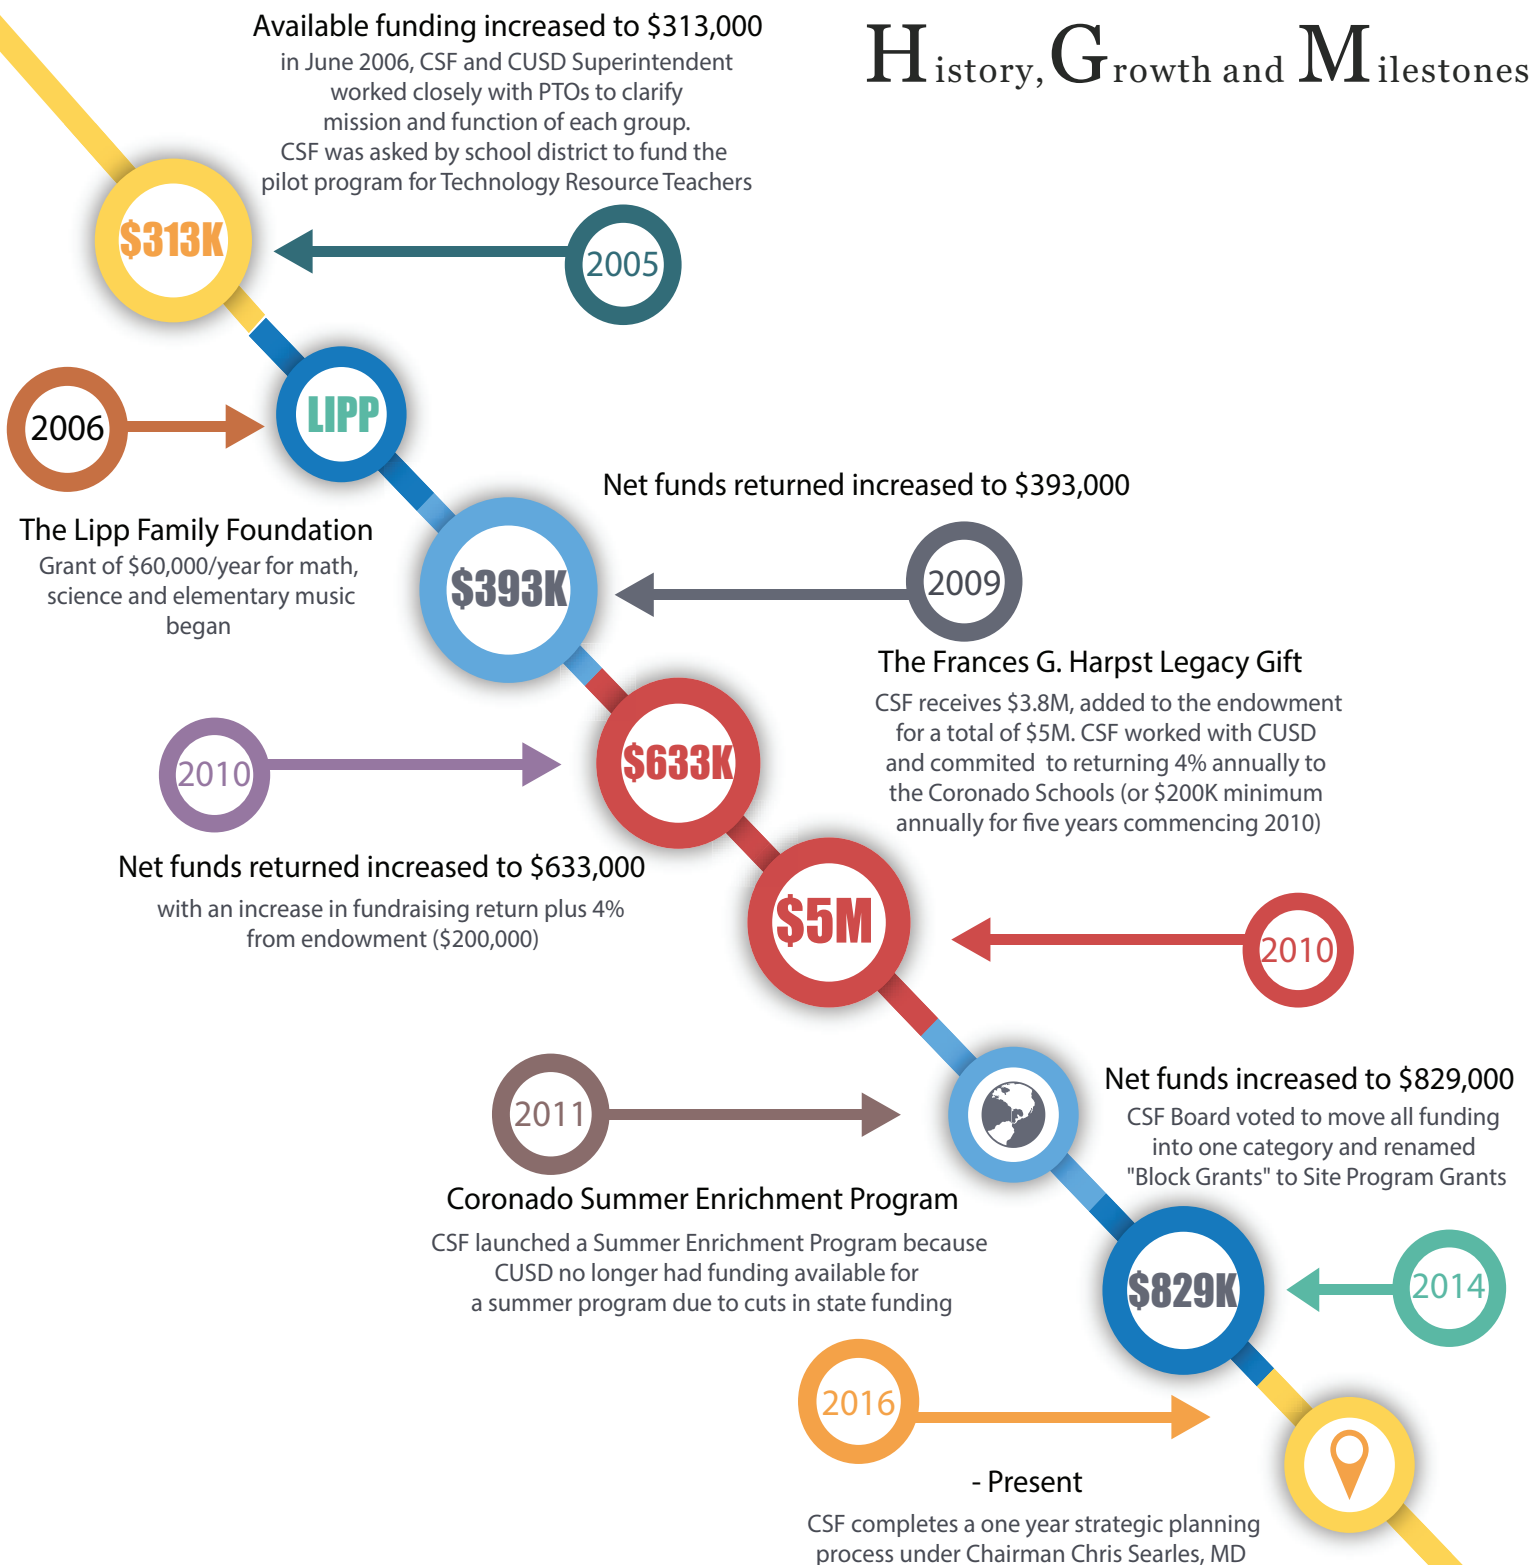 History, Growth and Milestones
Available funding increased to $313,000
in June 2006, CSF and CUSD Superintendent
worked closely with PTOs to clarify
mission and function of each group.
CSF was asked by school district to fund the
pilot program for Technology Resource Teachers
$313K
2005
2006
LIPP
The Lipp Family Foundation
Grant of $60,000/year for math,
science and elementary music
began
Net funds returned increased to $393,000
$393K
2009
The Frances G. Harpst Legacy Gift
CSF receives $3.8M, added to the endowment
for a total of $5M. CSF worked with CUSD
and commited to returning 4% annually to
the Coronado Schools (or $200K minimum
annually for five years commencing 2010)
2010
$633K
Net funds returned increased to $633,000
with an increase in fundraising return plus 4%
from endowment ($200,000)
$5M
2010
2011
Coronado Summer Enrichment Program
CSF launched a Summer Enrichment Program because
CUSD no longer had funding available for
a summer program due to cuts in state funding
Net funds increased to $829,000
CSF Board voted to move all funding
into one category and renamed
"Block Grants" to Site Program Grants
$829K
2014
2016
- Present
CSF completes a one year strategic planning
process under Chairman Chris Searles, MD